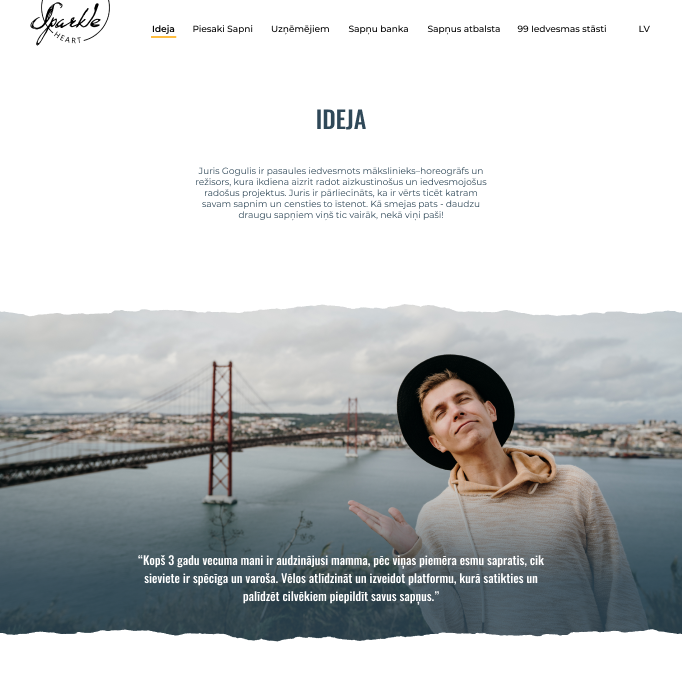 Sparkle
HEART
Ideja Piesaki Sapni Uzņēmējiem Sapņu banka Sapņus atbalsta 99 Iedvesmas stāsti LV
IDEJA
Juris Gogulis ir pasaules iedvesmots mākslinieks–horeogrāfs un
režisors, kura ikdiena aizrit radot aizkustinošus un iedvesmojošus
radošus projektus. Juris ir pārliecināts, ka ir vērts ticēt katram
savam sapnim un censties to īstenot. Kā smejas pats - daudzu
draugu sapņiem viņš tic vairāk, nekā viņi paši!
“Kopš 3 gadu vecuma mani ir audzinājusi mamma, pēc viņas piemēra esmu sapratis, cik
sieviete ir spēcīga un varoša. Vēlos atlīdzināt un izveidot platformu, kurā satikties un
palīdzēt cilvēkiem piepildīt savus sapņus.”